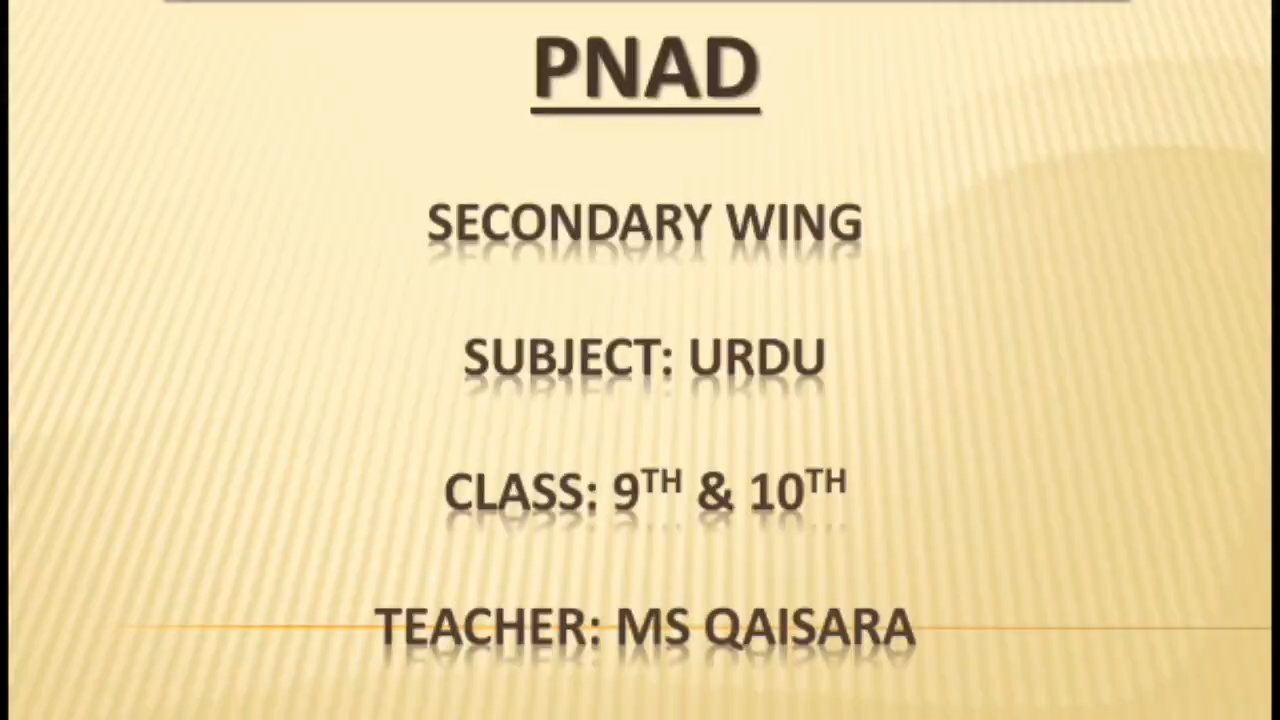 PNAD
SECONDARY WING
SUBJECT: URDU
CLASS: 9TH & 10TH
TEACHER: MS QAISARA